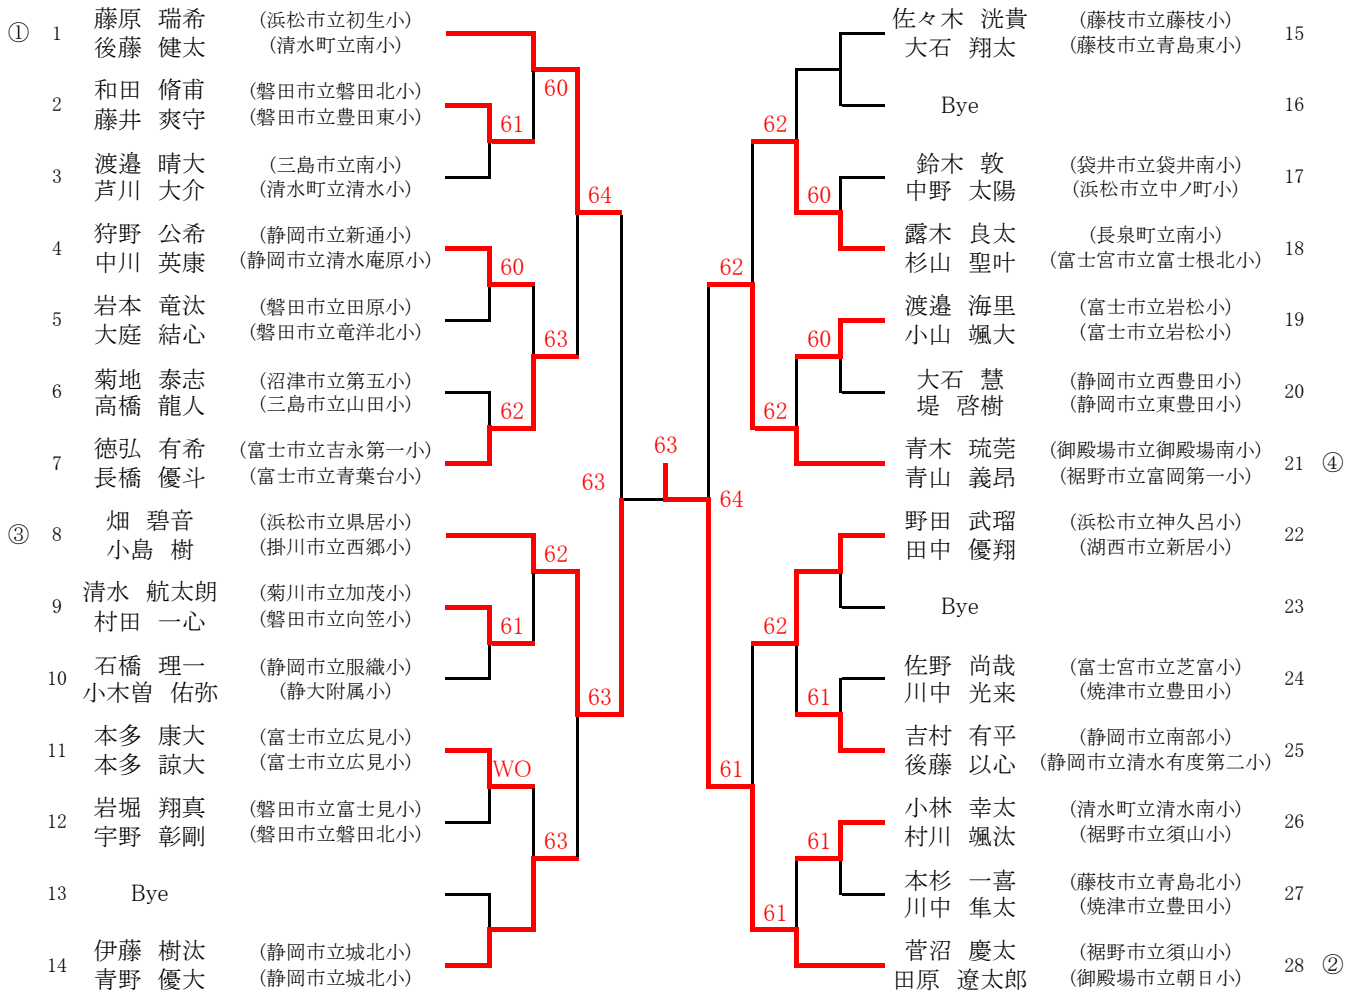 ① 1 藤原 瑞希 (浜松市立初生小)
後藤 健太 (清水町立南小)
2 和田 脩甫 (磐田市立磐田北小)
藤井 爽守 (磐田市立豊田東小)
3 渡邉 晴大 (三島市立南小)
芦川 大介 (清水町立清水小)
4 狩野 公希 (静岡市立新通小)
中川 英康 (静岡市立清水庵原小)
5 岩本 竜汰 (磐田市立田原小)
大庭 結心 (磐田市立竜洋北小)
6 菊地 泰志 (沼津市立第五小)
高橋 龍人 (三島市立山田小)
7 徳弘 有希 (富士市立吉永第一小)
長橋 優斗 (富士市立青葉台小)
③ 8 畑 碧音 (浜松市立県居小)
小島 樹 (掛川市立西郷小)
9 清水 航太朗 (菊川市立加茂小)
村田 一心 (磐田市立向笠小)
10 石橋 理一 (静岡市立服織小)
小木曽 佑弥 (静大附属小)
11 本多 康大 (富士市立広見小)
本多 諒大 (富士市立広見小)
12 岩堀 翔真 (磐田市立富士見小)
宇野 彰剛 (磐田市立磐田北小)
13 Bye
14 伊藤 樹汰 (静岡市立城北小)
青野 優大 (静岡市立城北小)
60
61
64
60
63
62
63
62
61
63
WO
63
63
64
62
60
62
60
62
62
61
61
61
61
佐々木 洸貴 (藤枝市立藤枝小) 15
大石 翔太 (藤枝市立青島東小)
Bye 16
鈴木 敦 (袋井市立袋井南小) 17
中野 太陽 (浜松市立中ノ町小)
露木 良太 (長泉町立南小) 18
杉山 聖叶 (富士宮市立富士根北小)
渡邉 海里 (富士市立岩松小) 19
小山 颯大 (富士市立岩松小)
大石 慧 (静岡市立西豊田小) 20
堤 啓樹 (静岡市立東豊田小)
青木 琉莞 (御殿場市立御殿場南小) 21 ④
青山 義昂 (裾野市立富岡第一小)
野田 武瑠 (浜松市立神久呂小) 22
田中 優翔 (湖西市立新居小)
Bye 23
佐野 尚哉 (富士宮市立芝富小) 24
川中 光来 (焼津市立豊田小)
吉村 有平 (静岡市立南部小) 25
後藤 以心 (静岡市立清水有度第二小)
小林 幸太 (清水町立清水南小) 26
村川 颯汰 (裾野市立須山小)
本杉 一喜 (藤枝市立青島北小) 27
川中 隼太 (焼津市立豊田小)
菅沼 慶太 (裾野市立須山小) 28 ②
田原 遼太郎 (御殿場市立朝日小)